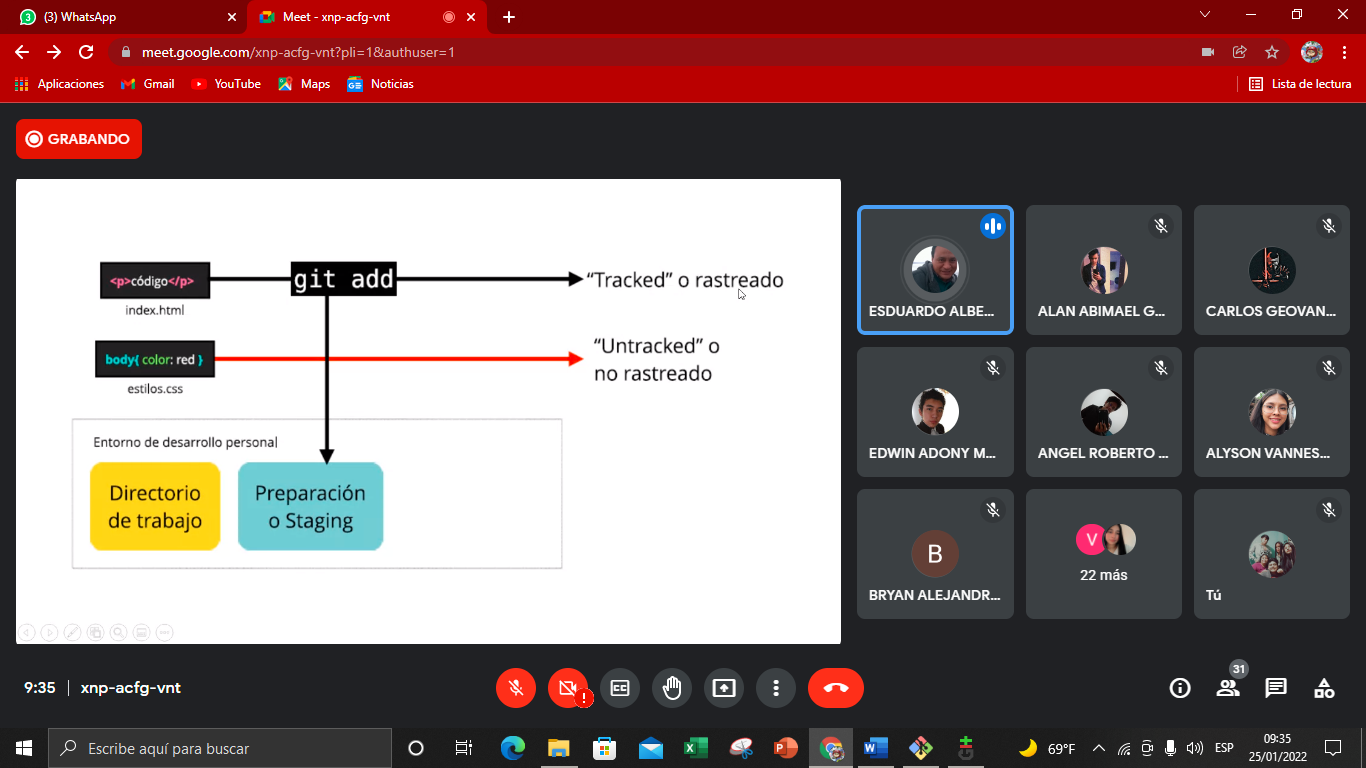 (3) WhatsApp
Meet - xnp-acfg-vnt
meet.google.com/xnp-acfg-vnt?pli=1&authuser=1
Aplicaciones
Gmail
YouTube
Maps
Noticias
Lista de lectura
GRABANDO
<p>código</p>
git add
"Tracked" o rastreado
index.html
body{ color: red }
"Untracked" o
no rastreado
estilos.css
Entorno de desarrollo personal
Directorio
de trabajo
Preparación
o Staging
ESDUARDO ALBE...
ALAN ABIMAEL G...
CARLOS GEOVAN...
EDWIN ADONY M...
ANGEL ROBERTO ...
ALYSON VANNES...
B
BRYAN ALEJANDR...
V
22 más
Tú
9:35 | xnp-acfg-vnt
31
Escribe aquí para buscar
69°F
ESP
09:35
25/01/2022